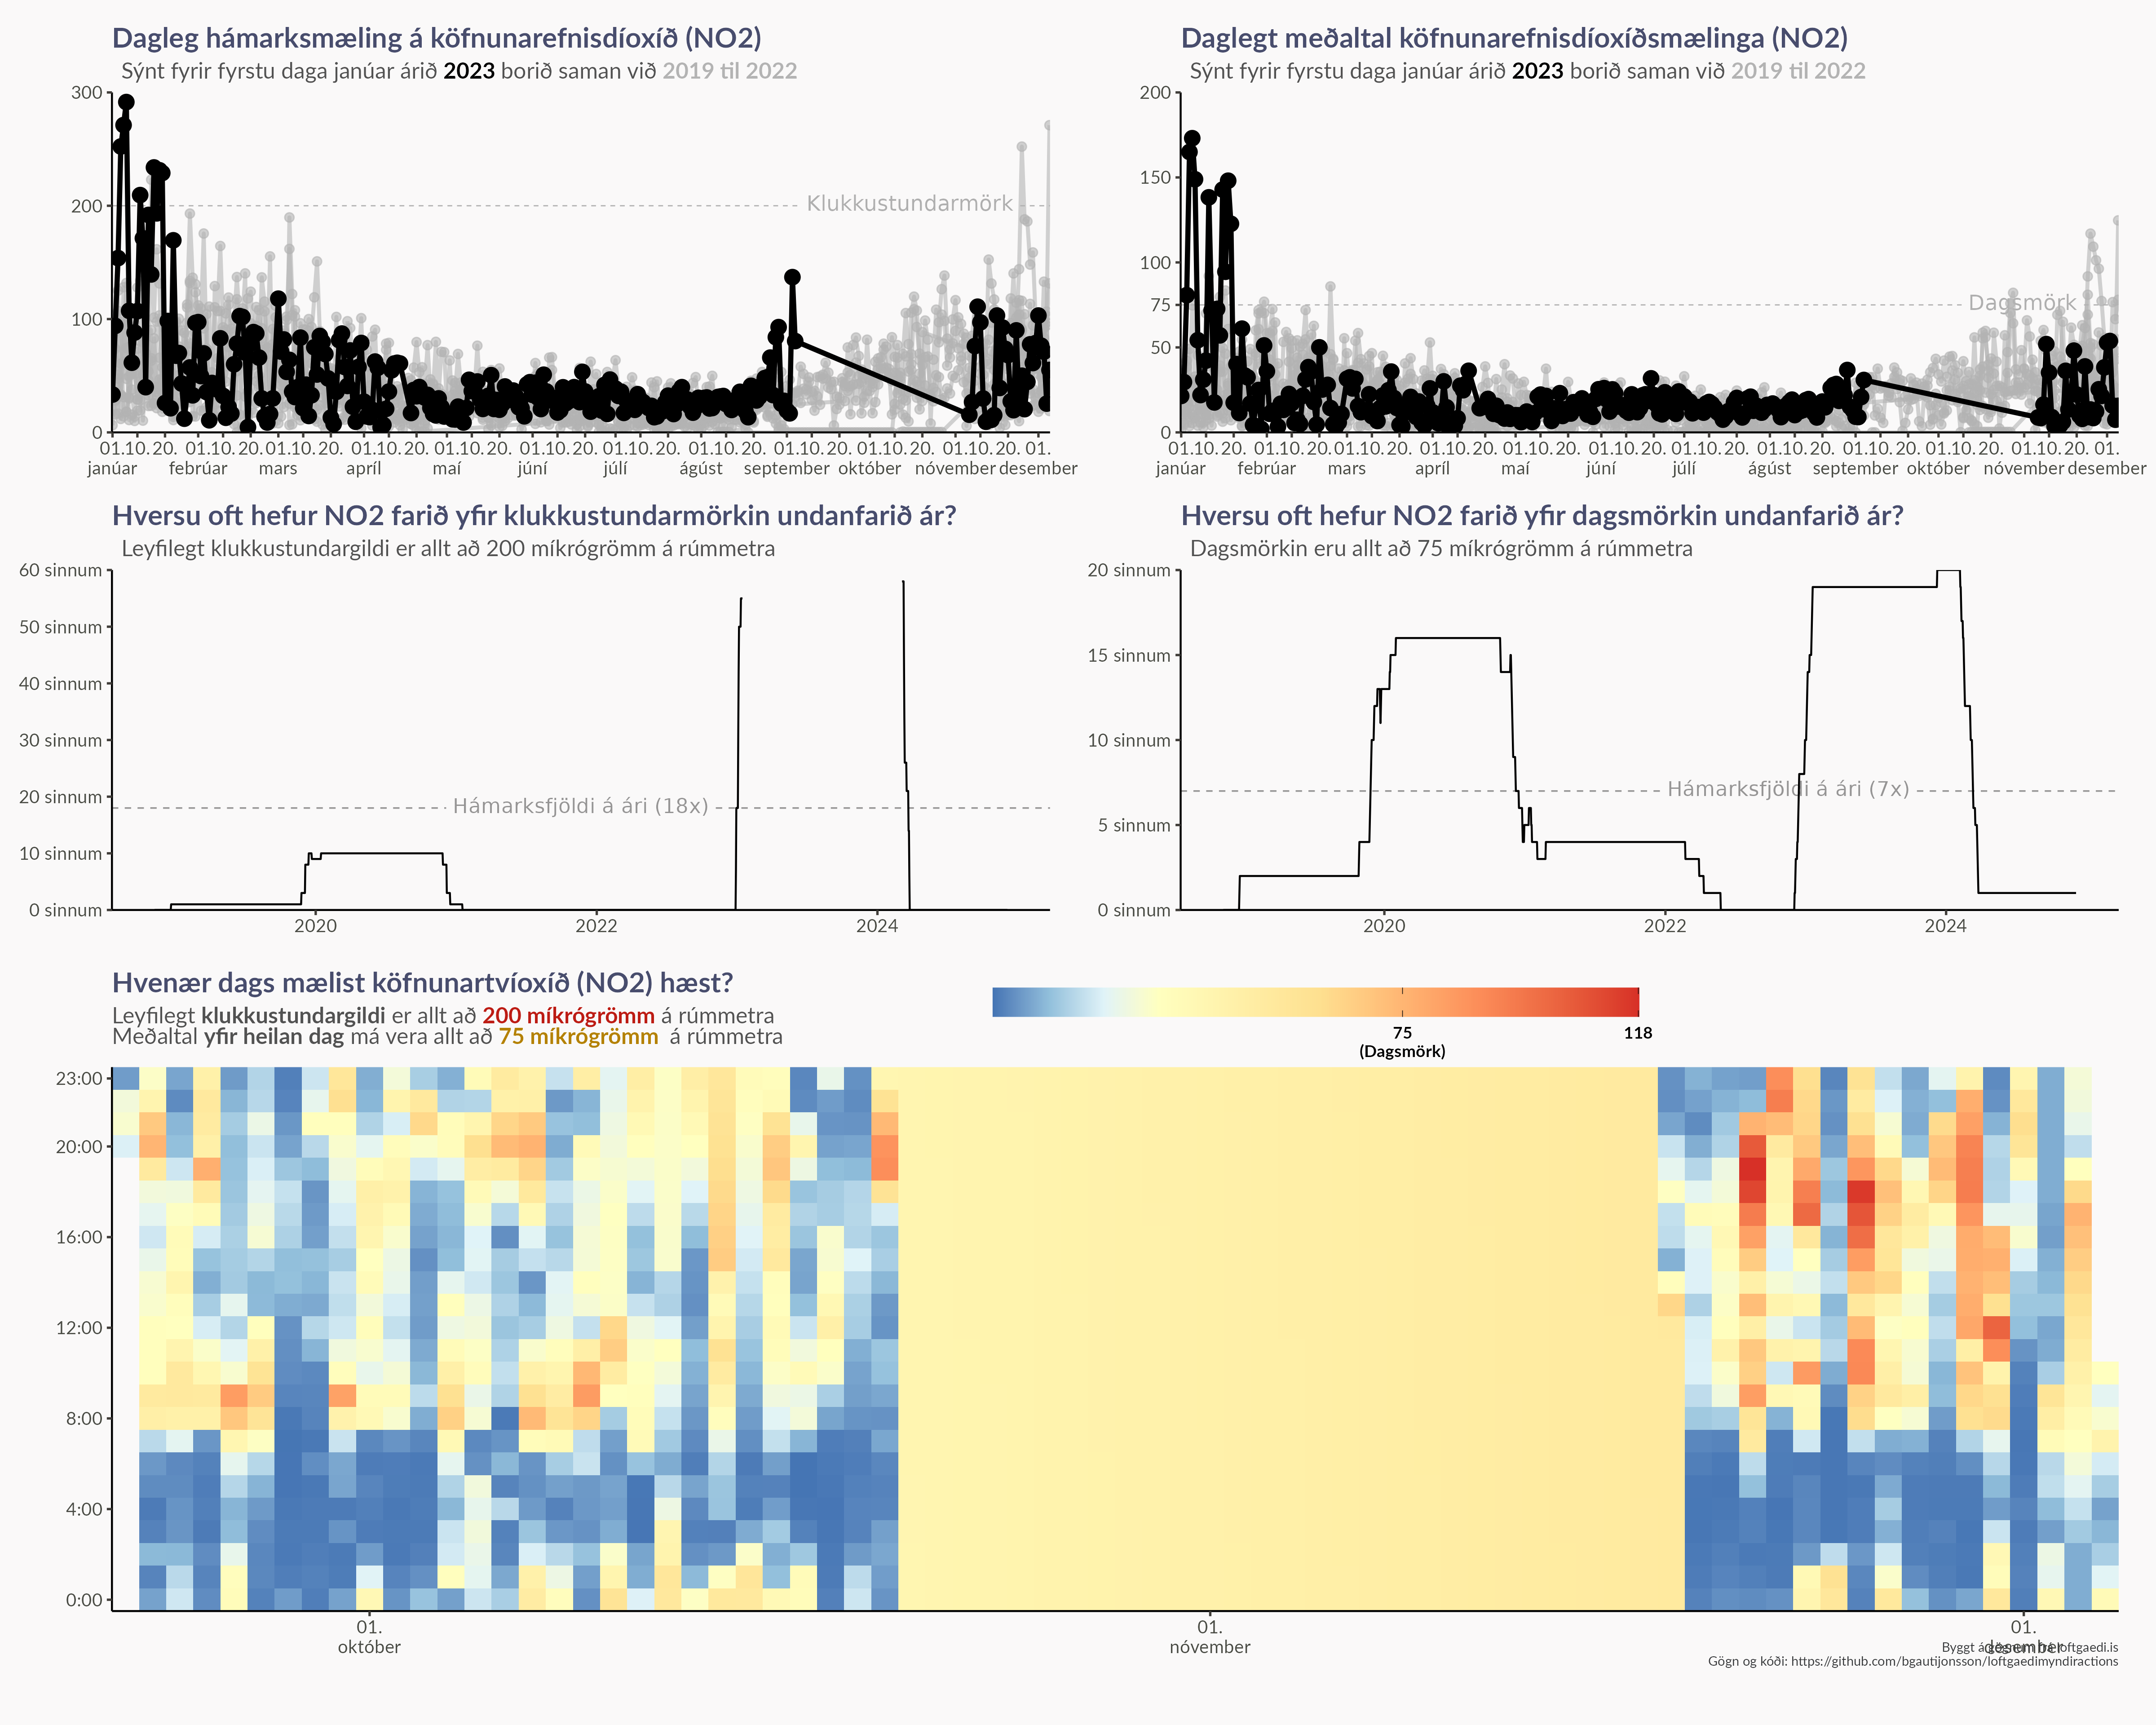 Dagleg hámarksmæling á köfnunarefnisdíoxíð (NO2)
Sýnt fyrir fyrstu daga janúar árið 2023 borið saman við 2019 til 2022
300
200
100
0
Klukkustundarmörk
01.10.20. 01.10.20. 01.10.20. 01.10.20. 01.10.20. 01.10.20. 01.10.20. 01.10.20. 01.10.20. 01.10.20. 01.10.20. 01.
janúar febrúar mars apríl maí júní júlí ágúst september október nóvember desember
Daglegt meðaltal köfnunarefnisdíoxíðsmælinga (NO2)
Sýnt fyrir fyrstu daga janúar árið 2023 borið saman við 2019 til 2022
200
150
100
75
50
0
Dagsmörk
01.10.20. 01.10.20. 01.10.20. 01.10.20. 01.10.20. 01.10.20. 01.10.20. 01.10.20. 01.10.20. 01.10.20. 01.10.20. 01.
janúar febrúar mars apríl maí júní júlí ágúst september október nóvember desember
Hversu oft hefur NO2 farið yfir klukkustundarmörkin undanfarið ár?
Leyfilegt klukkustundargildi er allt að 200 míkrógrömm á rúmmetra
60 sinnum
50 sinnum
40 sinnum
30 sinnum
20 sinnum
10 sinnum
0 sinnum
Hámarksfjöldi á ári (18x)
2020 2022 2024
Hversu oft hefur NO2 farið yfir dagsmörkin undanfarið ár?
Dagsmörkin eru allt að 75 míkrógrömm á rúmmetra
20 sinnum
15 sinnum
10 sinnum
5 sinnum
0 sinnum
Hámarksfjöldi á ári (7x)
2020 2022 2024
Hvenær dags mælist köfnunartvíoxíð (NO2) hæst?
Leyfilegt klukkustundargildi er allt að 200 míkrógrömm á rúmmetra
Meðaltal yfir heilan dag má vera allt að 75 míkrógrömm á rúmmetra
75 118
(Dagsmörk)
23:00
20:00
16:00
12:00
8:00
4:00
0:00
01. 01. 01.
október nóvember desember
Byggt á gögnum frá loftgaedi.is
Gögn og kóði: https://github.com/bgautijonsson/loftgaedimyndiractions